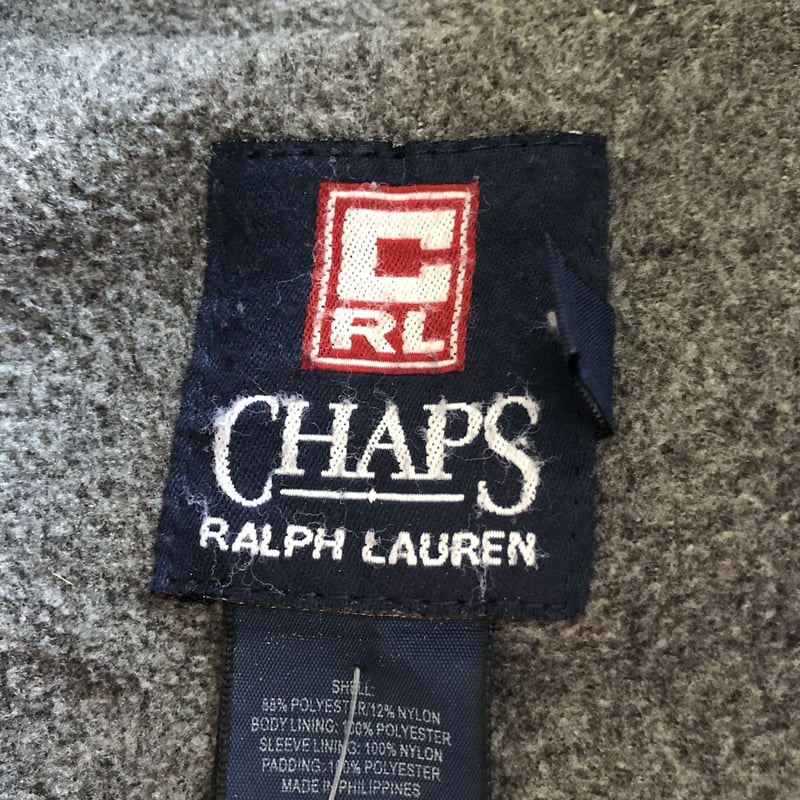 C
RL
CHAPS
RALPH LAUREN
SHELL:
88% POLYESTER/12% NYLON
BODY LINING: 100% POLYESTER
SLEEVE LINING: 100% NYLON
PADDING: 100% POLYESTER
MADE IN PHILIPPINES